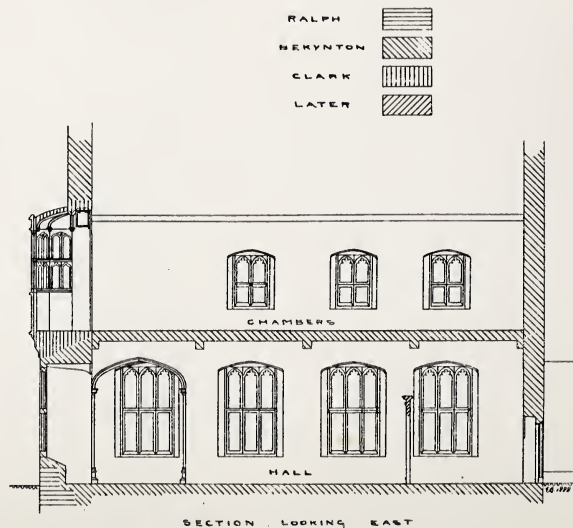 RALPH
BEKYNTON
CLARK
LATER
CHAMBERS
HALL
SECTION LOOKING EAST